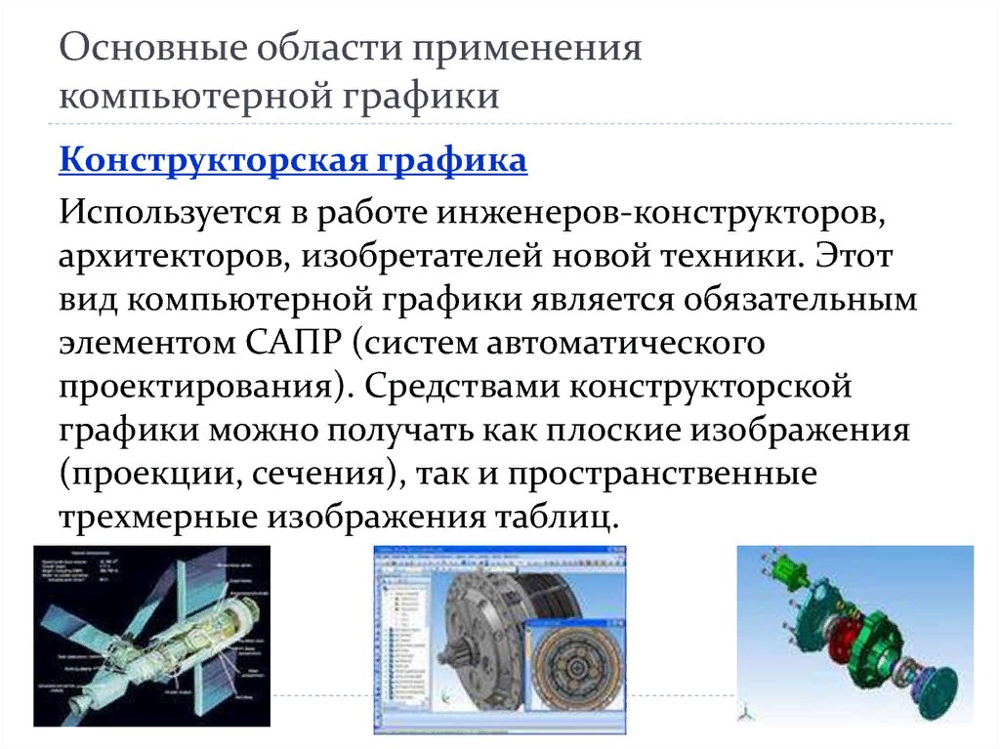 Основные области применения
компьютерной графики
Конструкторская графика
Используется в работе инженеров-конструкторов,
архитекторов, изобретателей новой техники. Этот
вид компьютерной графики является обязательным
элементом САПР (систем автоматического
проектирования). Средствами конструкторской
графики можно получать как плоские изображения
(проекции, сечения), так и пространственные
трехмерные изображения таблиц.